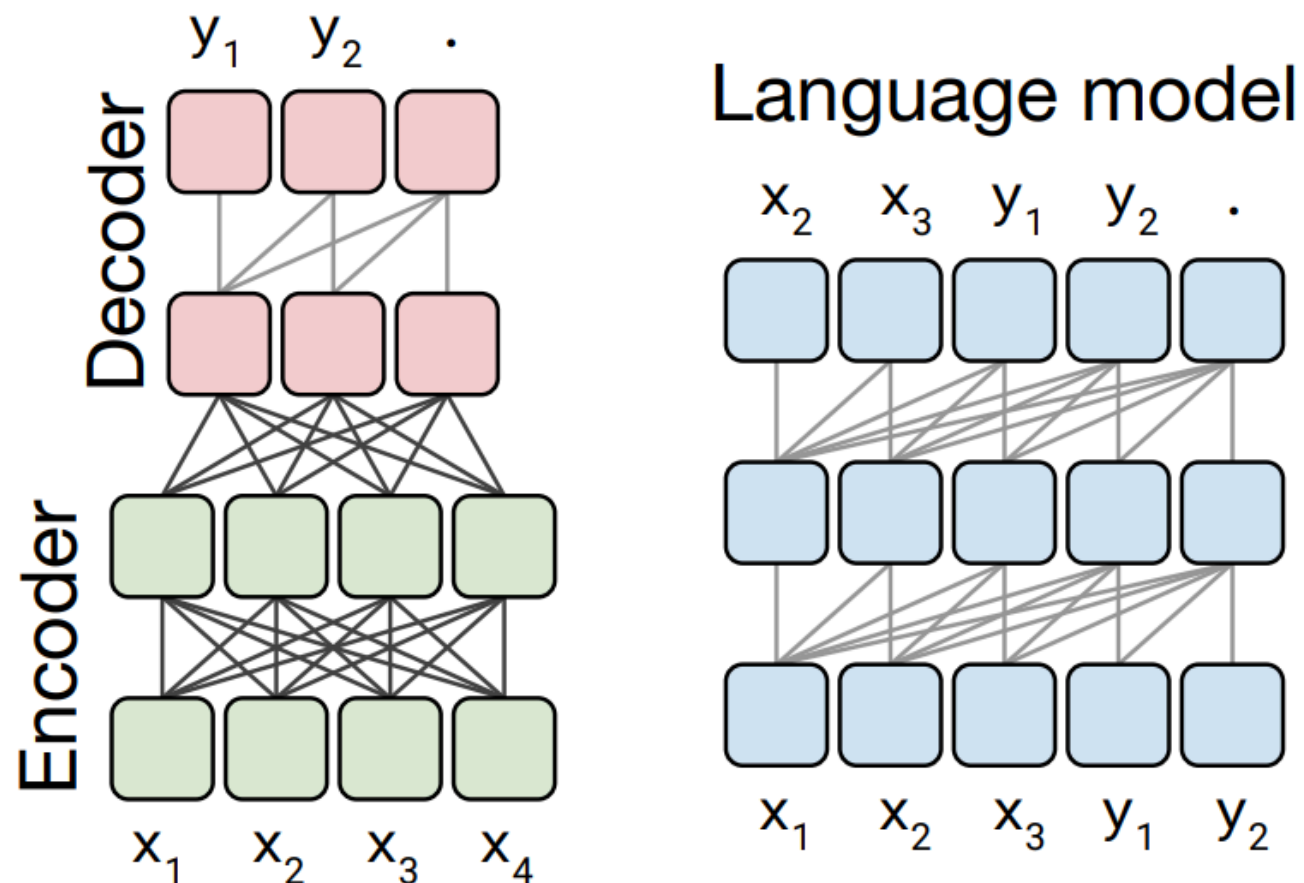 y₁ y₂ .
Decoder
Encoder
x₁ x₂ x₃ x₄
Language model
x₂ x₃ y₁ y₂ .
x₁ x₂ x₃ y₁ y₂